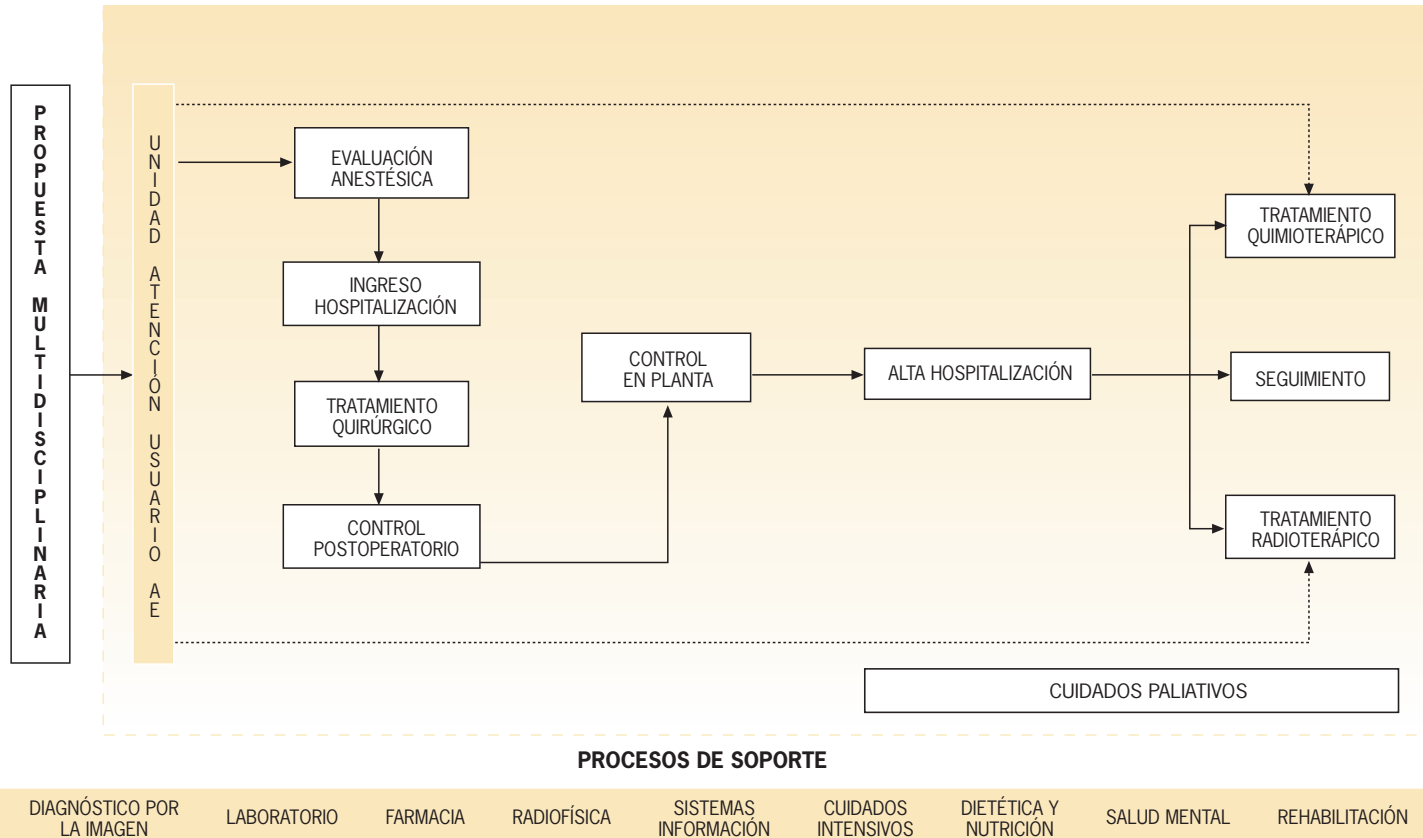 PROPUESTA MULTIDISCIPLINARIA
UNIDAD ATENCIÓN USUARIO AE
EVALUACIÓN
ANESTÉSICA
INGRESO
HOSPITALIZACIÓN
TRATAMIENTO
QUIRÚRGICO
CONTROL
POSTOPERATORIO
CONTROL
EN PLANTA
ALTA HOSPITALIZACIÓN
TRATAMIENTO
QUIMIOTERÁPICO
SEGUIMIENTO
TRATAMIENTO
RADIOTERÁPICO
CUIDADOS PALIATIVOS
PROCESOS DE SOPORTE
DIAGNÓSTICO POR
LA IMAGEN
LABORATORIO
FARMACIA
RADIOFÍSICA
SISTEMAS
INFORMACIÓN
CUIDADOS
INTENSIVOS
DIETÉTICA Y
NUTRICIÓN
SALUD MENTAL
REHABILITACIÓN